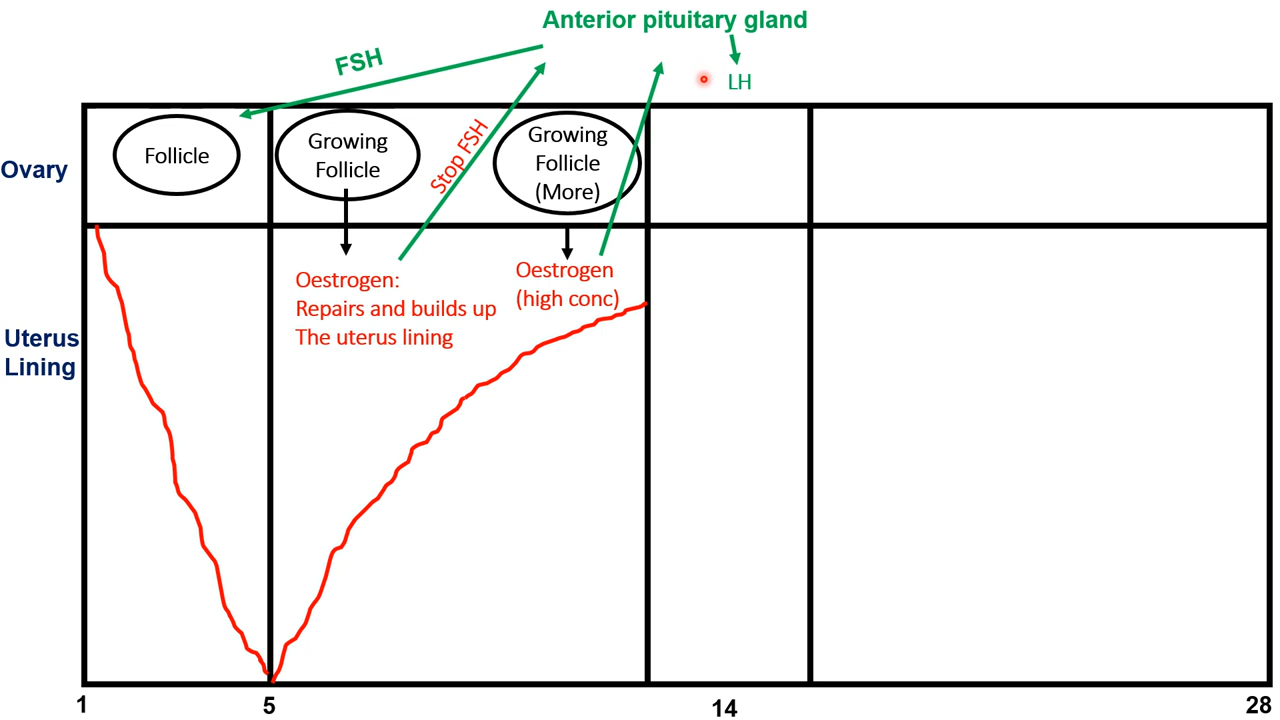 Anterior pituitary gland
FSH
LH
Ovary
Follicle
Growing
Follicle
Stop FSH
Growing
Follicle
(More)
Uterus
Lining
Oestrogen:
Repairs and builds up
The uterus lining
Oestrogen
(high conc)
1
5
14
28